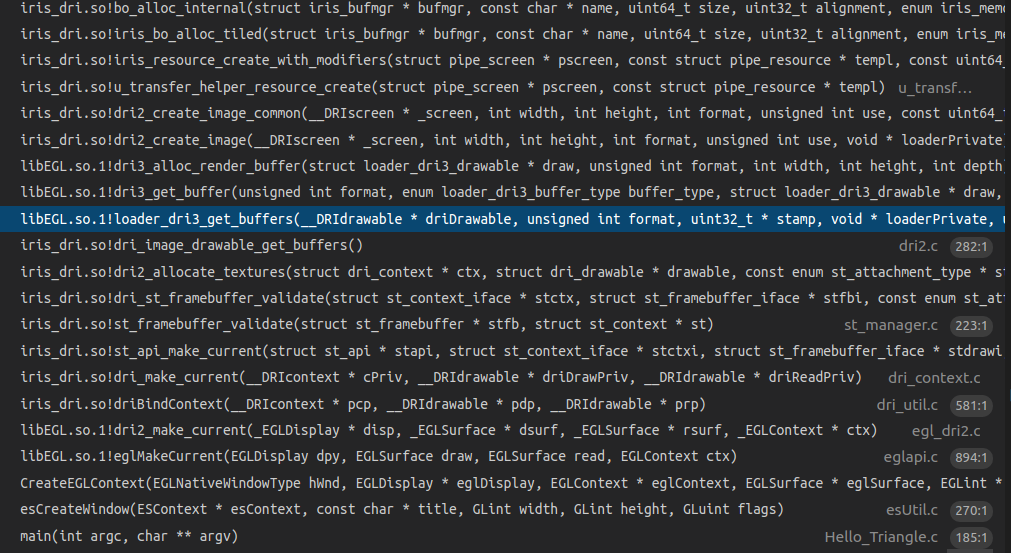 iris_dri.so!bo_alloc_internal(struct iris_bufmgr * bufmgr, const char * name, uint64_t size, uint32_t alignment, enum iris_mem
iris_dri.so!iris_bo_alloc_tiled(struct iris_bufmgr * bufmgr, const char * name, uint64_t size, uint32_t alignment, enum iris_me
iris_dri.so!iris_resource_create_with_modifiers(struct pipe_screen * pscreen, const struct pipe_resource * templ, const uint64_
iris_dri.so!u_transfer_helper_resource_create(struct pipe_screen * pscreen, const struct pipe_resource * templ) u_transf...
iris_dri.so!dri2_create_image_common(__DRIscreen * _screen, int width, int height, int format, unsigned int use, const uint64_t
iris_dri.so!dri2_create_image(__DRIscreen * _screen, int width, int height, int format, unsigned int use, void * loaderPrivate)
libEGL.so.1!dri3_alloc_render_buffer(struct loader_dri3_drawable * draw, unsigned int format, int width, int height, int depth
libEGL.so.1!dri3_get_buffer(unsigned int format, enum loader_dri3_buffer_type buffer_type, struct loader_dri3_drawable * draw,
libEGL.so.1!loader_dri3_get_buffers(__DRIdrawable * driDrawable, unsigned int format, uint32_t * stamp, void * loaderPrivate, u
iris_dri.so!dri_image_drawable_get_buffers() dri2.c 282:1
iris_dri.so!dri2_allocate_textures(struct dri_context * ctx, struct dri_drawable * drawable, const enum st_attachment_type * st
iris_dri.so!dri_st_framebuffer_validate(struct st_context_iface * stctx, struct st_framebuffer_iface * stfbi, const enum st_att
iris_dri.so!st_framebuffer_validate(struct st_framebuffer * stfb, struct st_context * st) st_manager.c 223:1
iris_dri.so!st_api_make_current(struct st_api * stapi, struct st_context_iface * stctxi, struct st_framebuffer_iface * stdrawi
iris_dri.so!dri_make_current(__DRIcontext * cPriv, __DRIdrawable * driDrawPriv, __DRIdrawable * driReadPriv) dri_context.c
iris_dri.so!driBindContext(__DRIcontext * pcp, __DRIdrawable * pdp, __DRIdrawable * prp) dri_util.c 581:1
libEGL.so.1!dri2_make_current(_EGLDisplay * disp, _EGLSurface * dsurf, _EGLSurface * rsurf, _EGLContext * ctx) egl_dri2.c
libEGL.so.1!eglMakeCurrent(EGLDisplay dpy, EGLSurface draw, EGLSurface read, EGLContext ctx) eglapi.c 894:1
CreateEGLContext(EGLNativeWindowType hWnd, EGLDisplay * eglDisplay, EGLContext * eglContext, EGLSurface * eglSurface, EGLint *
esCreateWindow(ESContext * esContext, const char * title, GLint width, GLint height, GLuint flags) esUtil.c 270:1
main(int argc, char ** argv) Hello_Triangle.c 185:1